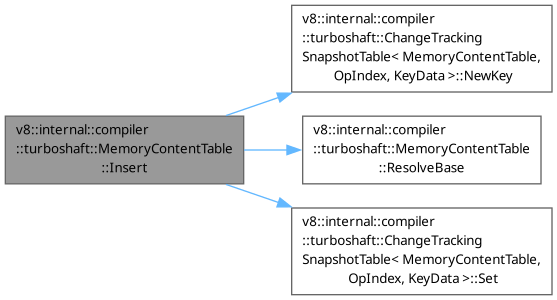 v8::internal::compiler
::turboshaft::MemoryContentTable
::Insert
v8::internal::compiler
::turboshaft::ChangeTracking
SnapshotTable< MemoryContentTable,
OpIndex, KeyData >::NewKey
v8::internal::compiler
::turboshaft::MemoryContentTable
::ResolveBase
v8::internal::compiler
::turboshaft::ChangeTracking
SnapshotTable< MemoryContentTable,
OpIndex, KeyData >::Set